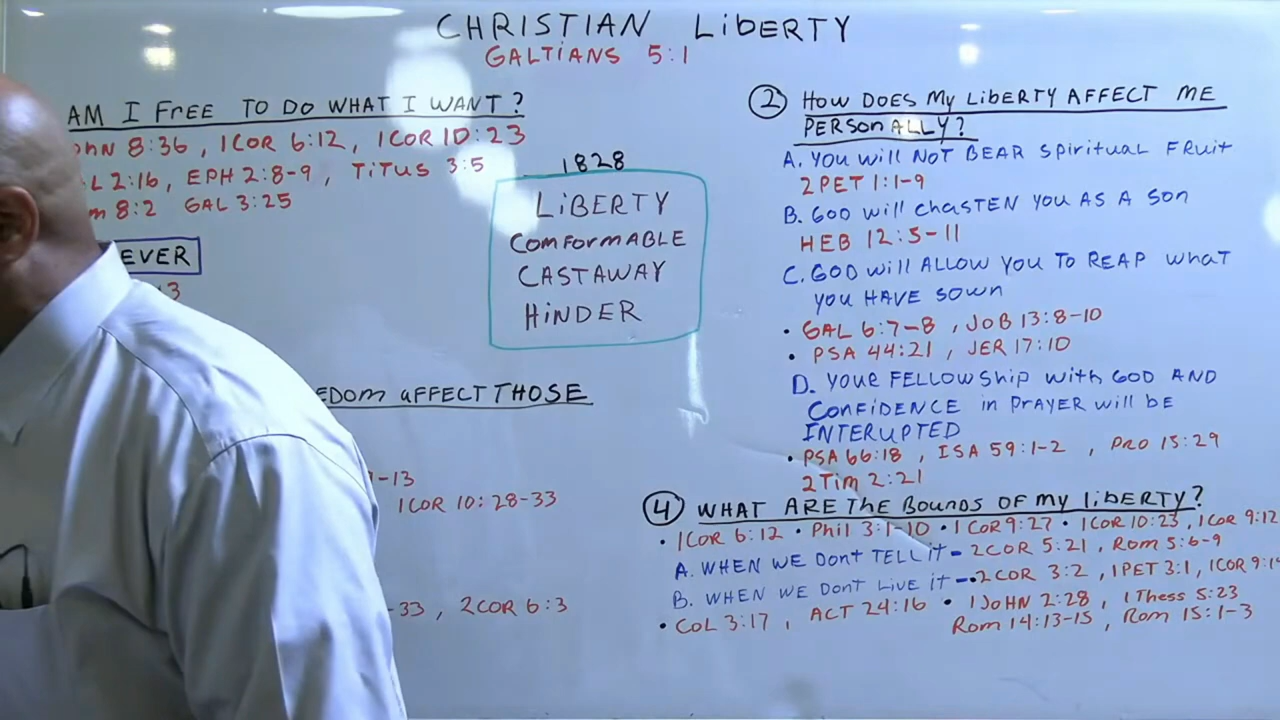 CHRISTIAN LIBERTY
GALTIANS 5:1
AM I FREE TO DO WHAT I WANT?
OHN 8:36, 1COR 6:12, 1COR 10:23
L 2:16, EPH 2:8-9, TITUS 3:5
M 8:2 GAL 3:25
EVER
3
1828
LIBERTY
COMFORMABLE
CASTAWAY
HINDER
EDOM AFFECT THOSE
-13
1COR 10:28-33
-33, 2COR 6:3
② HOW DOES MY LIBERTY AFFECT ME
PERSONALLY?
A. YOU WILL NOT BEAR SPIRITUAL FRUIT
2 PET 1:1-9
B. GOD WILL CHASTEN YOU AS A SON
HEB 12:5-11
C. GOD WILL ALLOW YOU TO REAP WHAT
YOU HAVE SOWN
• GAL 6:7-8, JOB 13:8-10
• PSA 44:21, JER 17:10
D. YOUR FELLOWSHIP WITH GOD AND
CONFIDENCE IN PRAYER WILL BE
INTERUPTED
• PSA 66:18, ISA 59:1-2, PRO 15:29
2 TIM 2:21
④ WHAT ARE THE BOUNDS OF MY LIBERTY?
• 1COR 6:12 • PHIL 3:1-10 • 1COR 9:27 • 1COR 10:23, 1COR 9:12
A. WHEN WE DONT TELL IT - 2COR 5:21, ROM 5:6-9
B. WHEN WE DONT LIVE IT - • 2COR 3:2, 1PET 3:1, 1COR 9:1
• COL 3:17, ACT 24:16 • 1JOHN 2:28, 1THESS 5:23
ROM 14:13-15, ROM 15:1-3